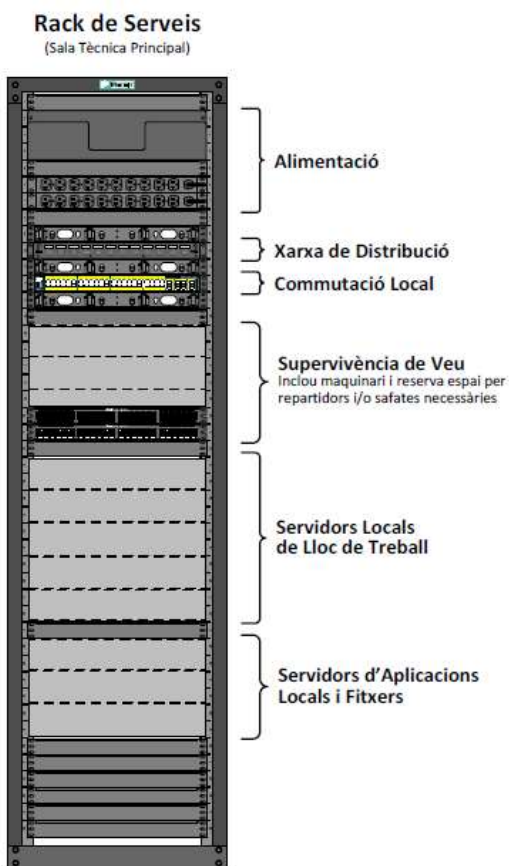 Rack de Serveis
(Sala Tècnica Principal)
Alimentació
Xarxa de Distribució
Commutació Local
Supervivència de Veu
Inclou maquinari i reserva espai per
repartidors i/o safates necessàries
Servidors Locals
de Lloc de Treball
Servidors d'Aplicacions
Locals i Fitxers